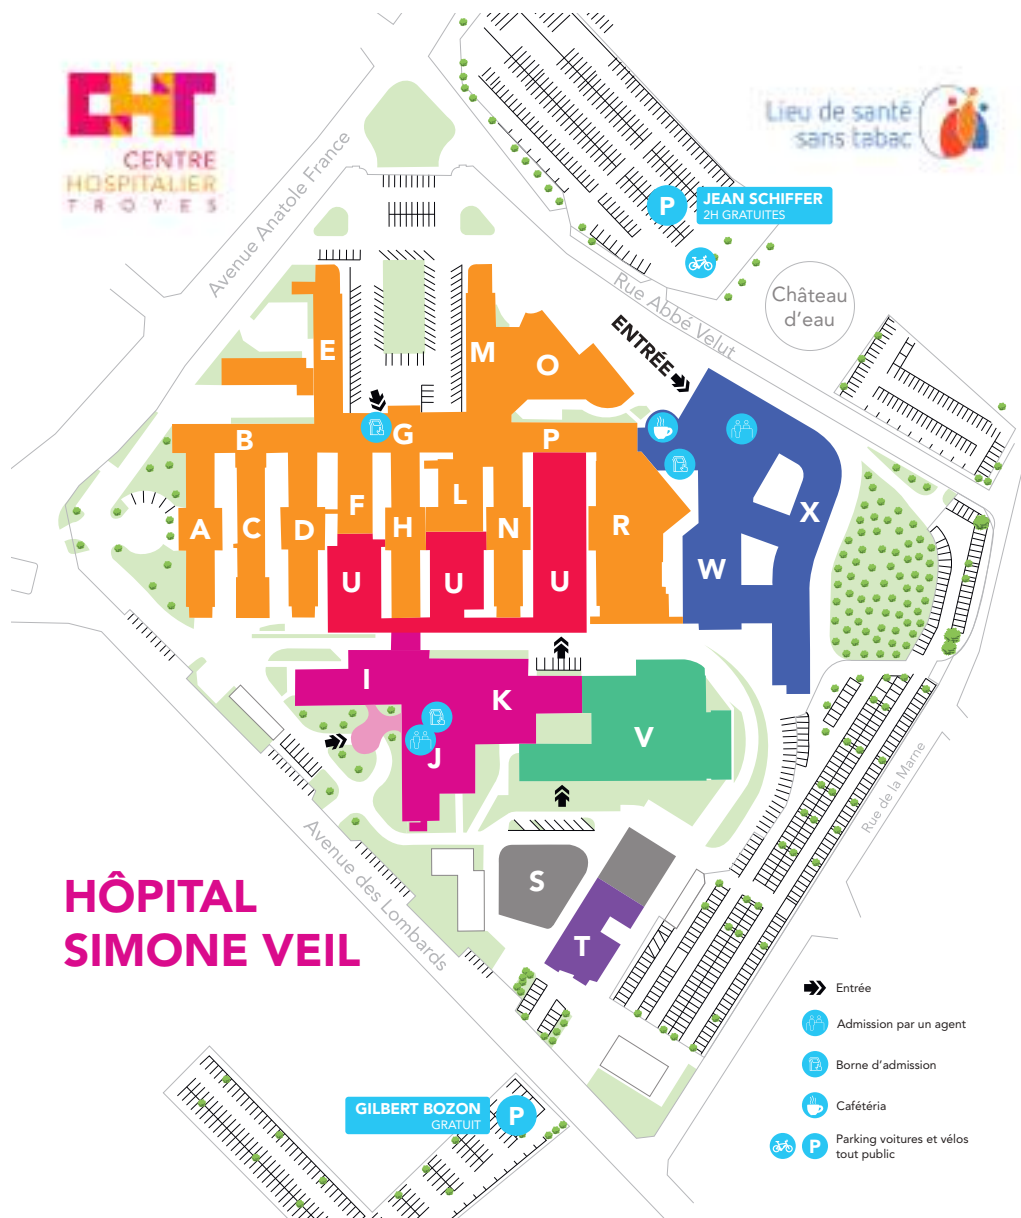 CHT
CENTRE
HOSPITALIER
TROYES
Lieu de santé
sans tabac
Avenue Anatole France
P
JEAN SCHIFFER
2H GRATUITES
Rue Abbé Velut
Château
d'eau
ENTRÉE
E
M
O
B
G
P
A
C
D
F
H
L
N
R
X
W
U
U
U
I
K
J
V
S
T
Rue de la Marne
Avenue des Lombards
HÔPITAL
SIMONE VEIL
GILBERT BOZON
GRATUIT
P
Entrée
Admission par un agent
Borne d'admission
Cafétéria
P
Parking voitures et vélos
tout public